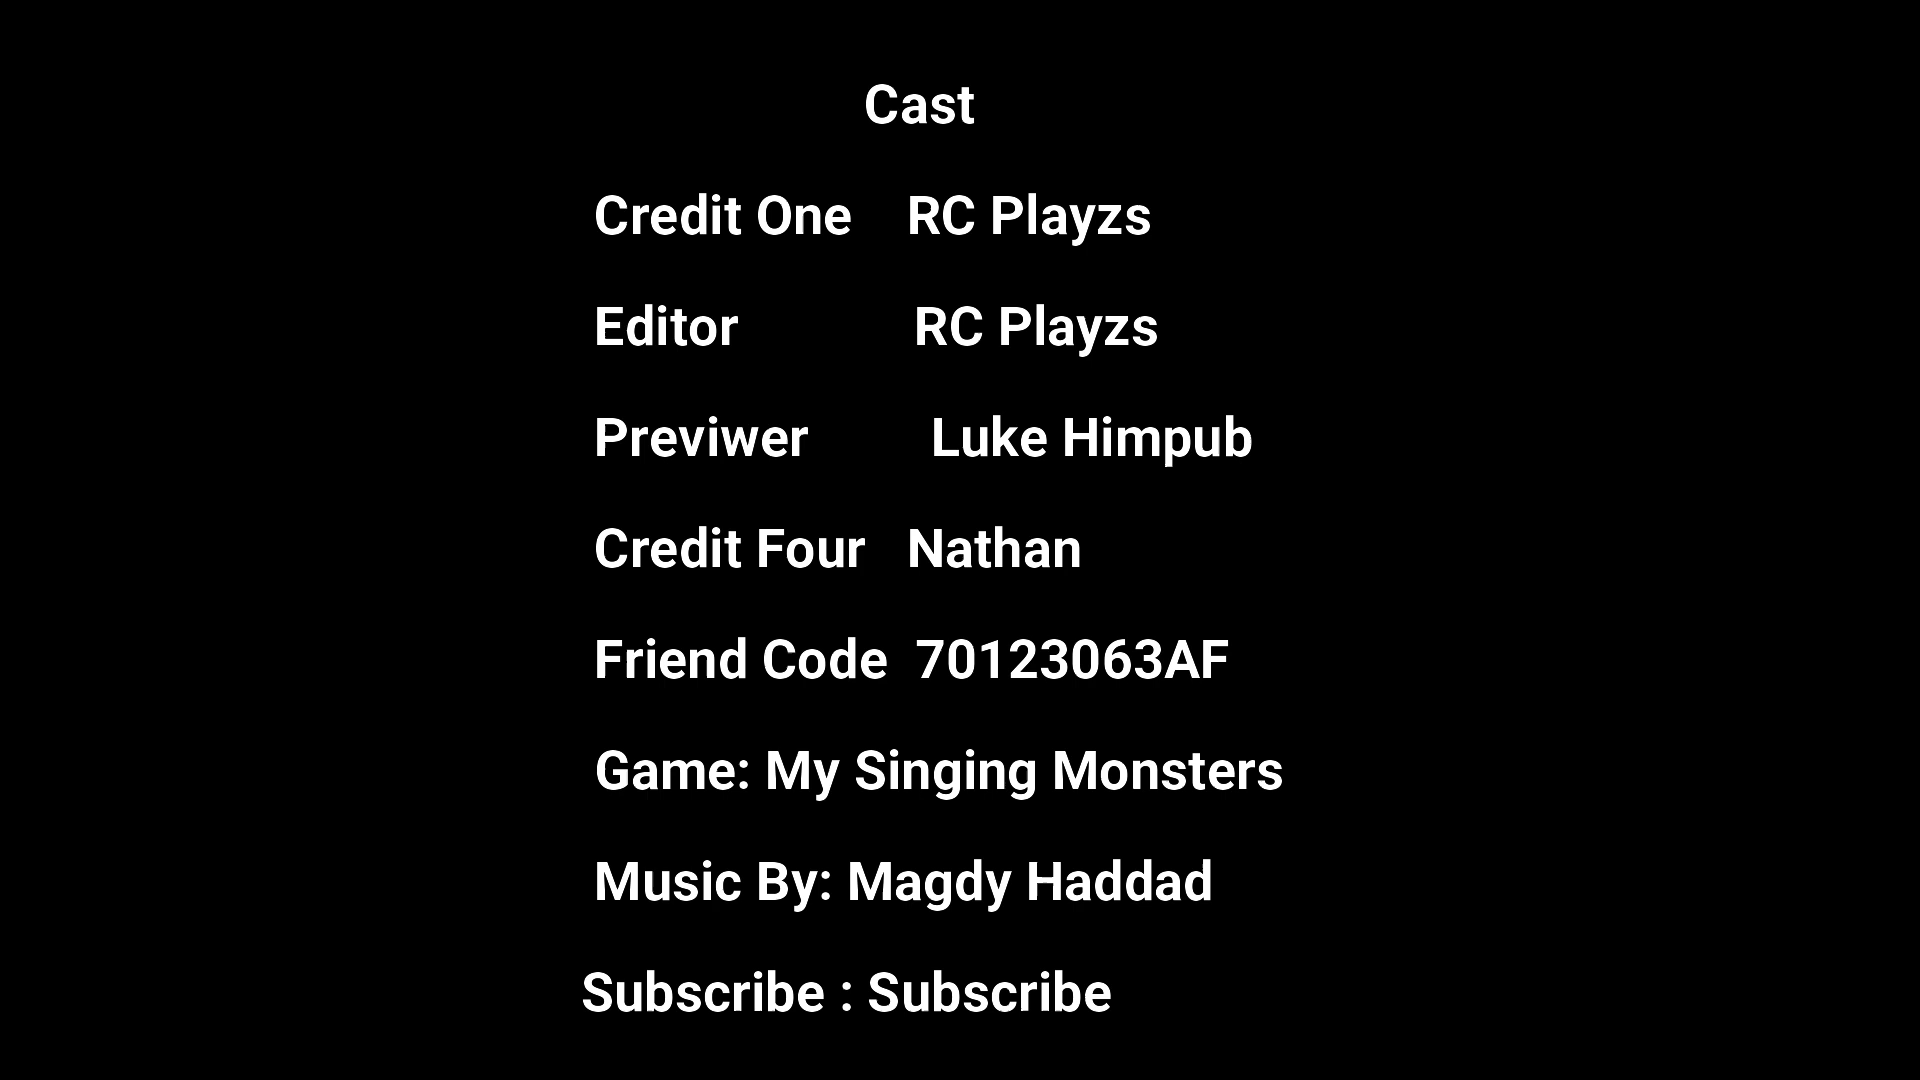 Cast
Credit One RC Playzs
Editor RC Playzs
Previwer Luke Himpub
Credit Four Nathan
Friend Code 70123063AF
Game: My Singing Monsters
Music By: Magdy Haddad
Subscribe : Subscribe